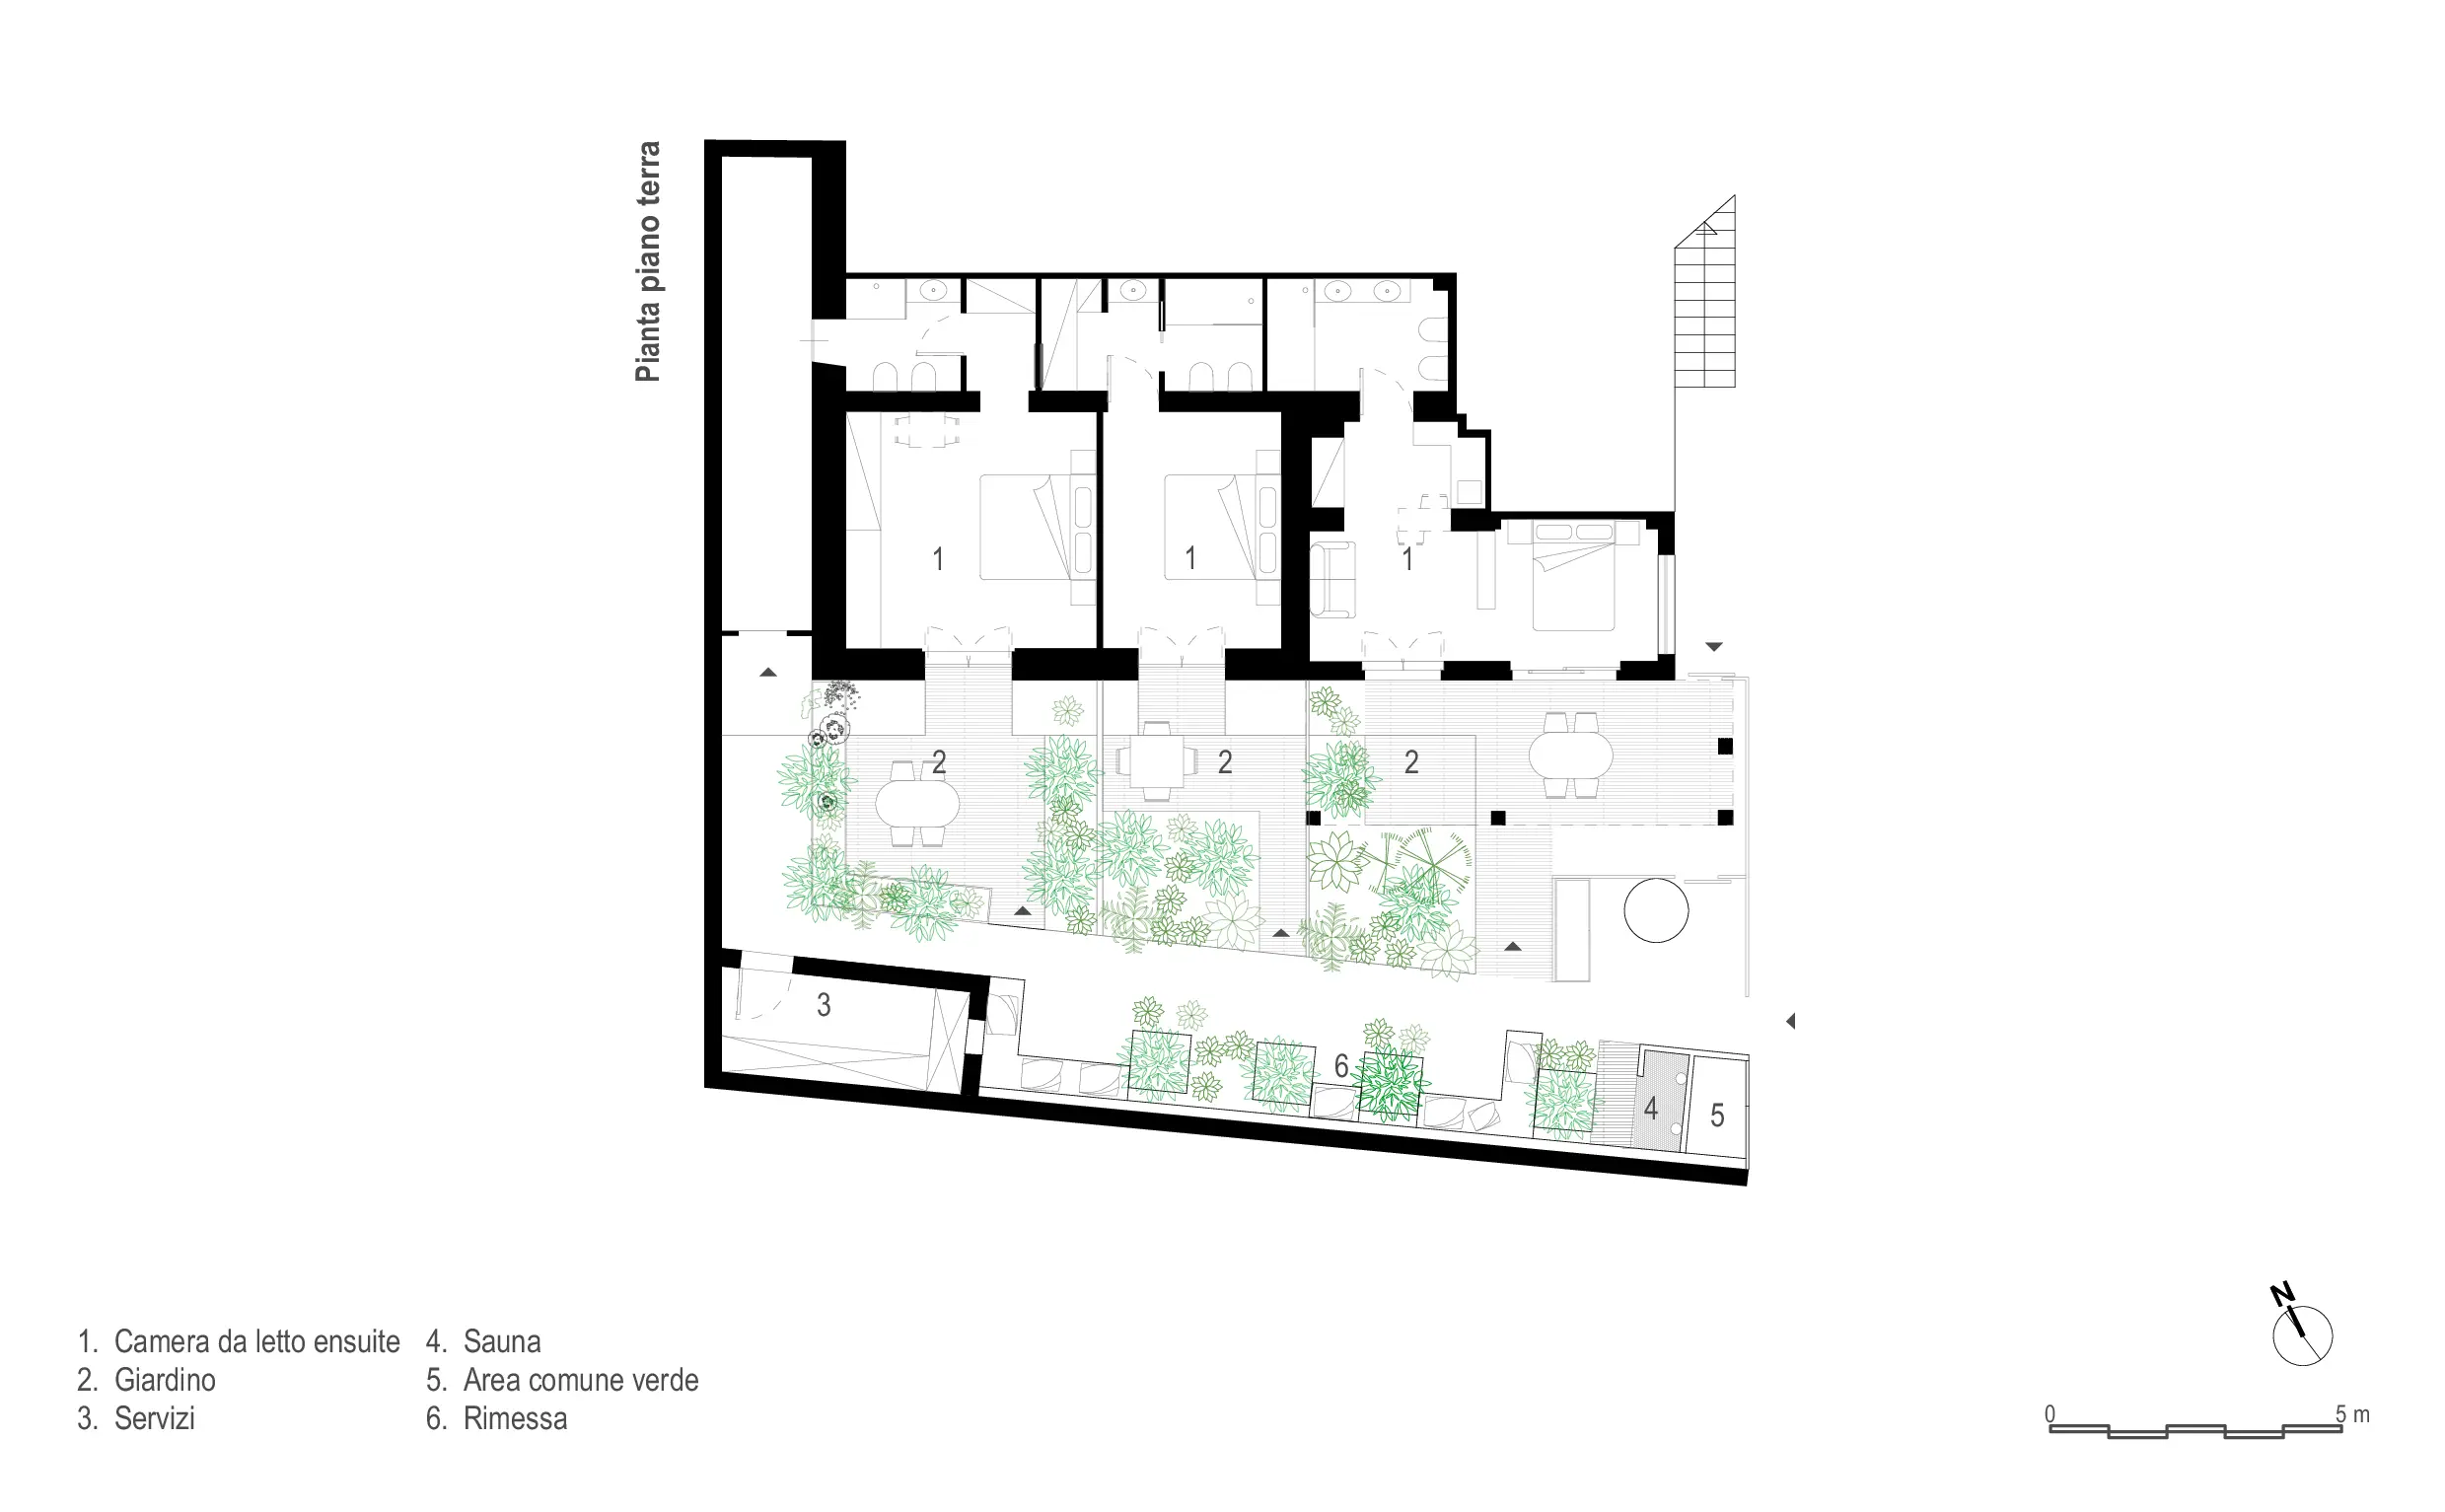 Pianta piano terra
1
1
1
2
2
2
3
6
4
5
N
1. Camera da letto ensuite
2. Giardino
3. Servizi
4. Sauna
5. Area comune verde
6. Rimessa
0 5 m